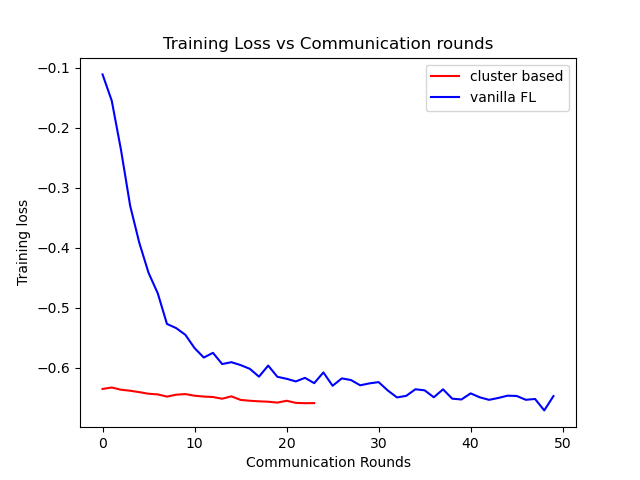 Training Loss vs Communication rounds
cluster based
vanilla FL
Training loss
−0.1
−0.2
−0.3
−0.4
−0.5
−0.6
0 10 20 30 40 50
Communication Rounds